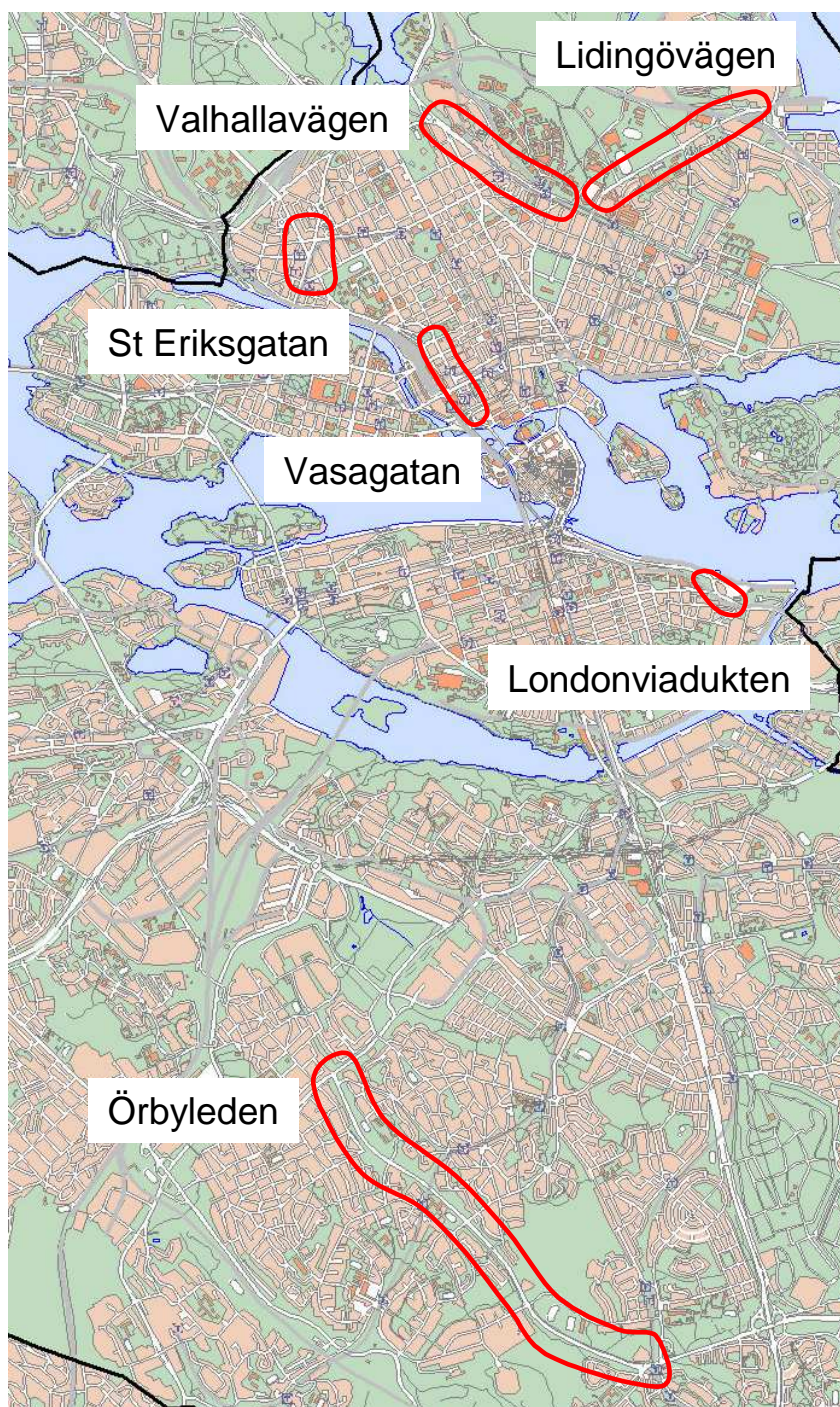 Lidingövägen
Valhallavägen
St Eriksgatan
Vasagatan
Londonviadukten
Örbyleden